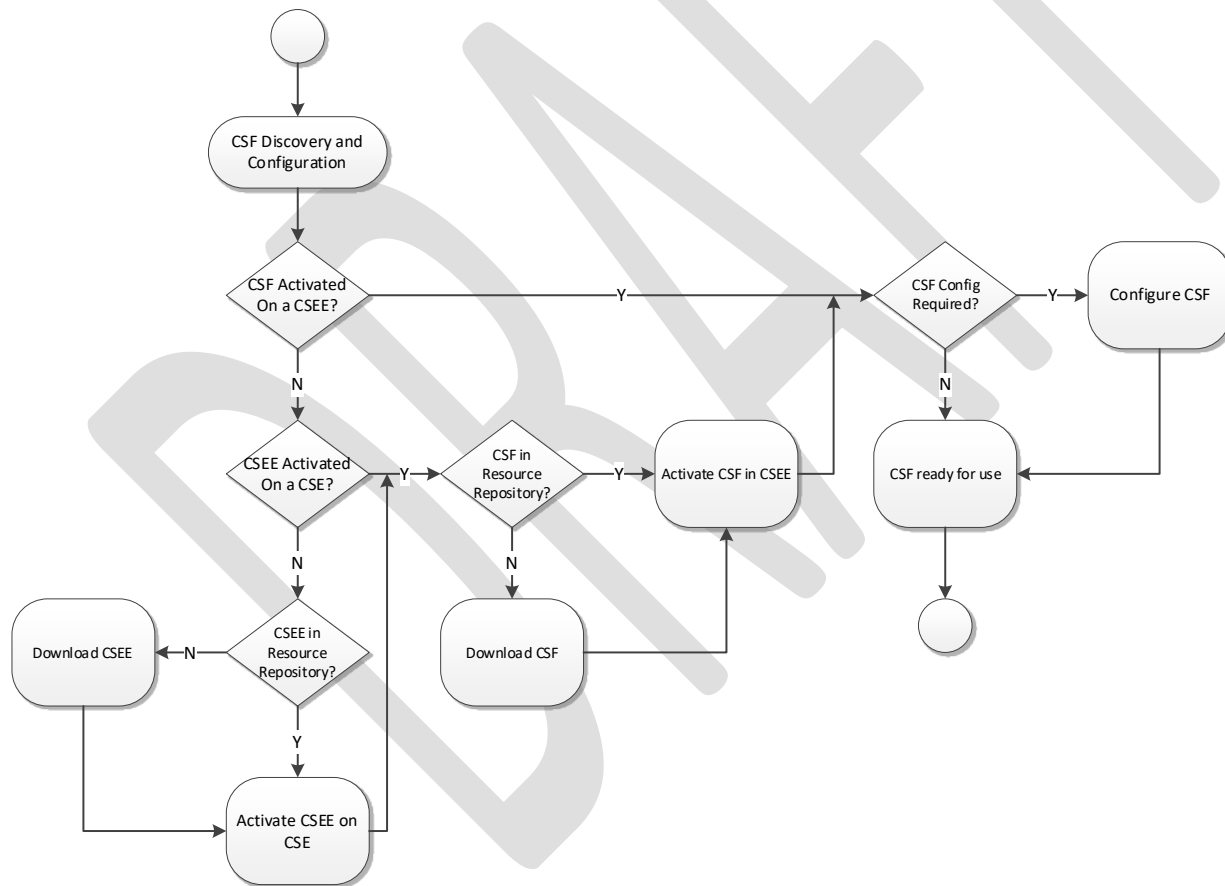 CSF Discovery and
Configuration
CSF Activated
On a CSEE?
Y
CSF Config
Required?
Y
Configure CSF
N
N
CSEE Activated
On a CSE?
Y
CSF in
Resource
Repository?
Y
Activate CSF in CSEE
CSF ready for use
N
N
Download CSEE
N
CSEE in
Resource
Repository?
Download CSF
Y
Activate CSEE on
CSE
DRAFT